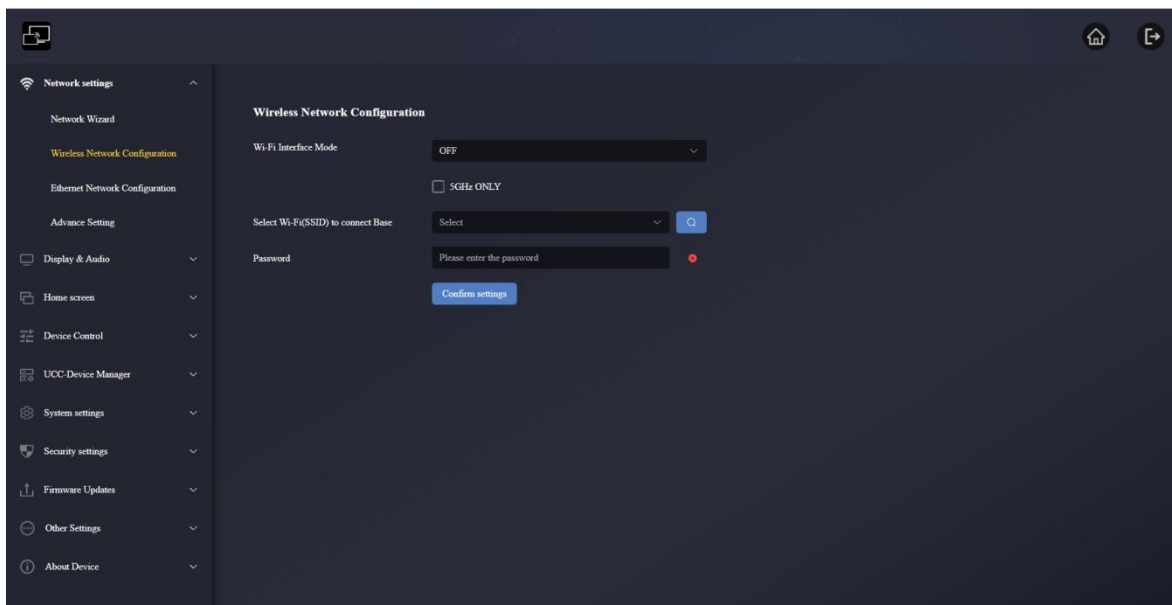 Network settings
Network Wizard
Wireless Network Configuration
Ethernet Network Configuration
Advance Setting
Display & Audio
Home screen
Device Control
UCC-Device Manager
System settings
Security settings
Firmware Updates
Other Settings
About Device
Wireless Network Configuration
Wi-Fi Interface Mode
OFF
5GHz ONLY
Select Wi-Fi(SSID) to connect Base
Select
Password
Please enter the password
Confirm settings